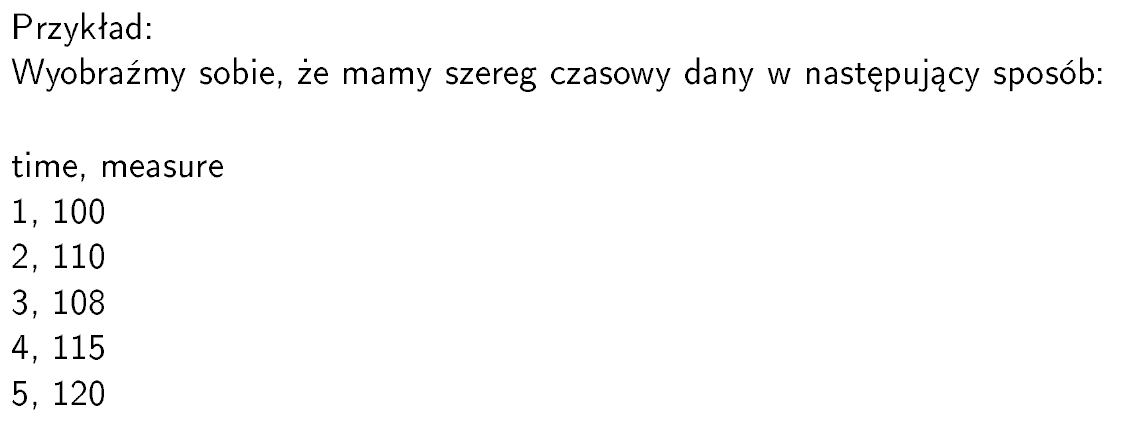 Przykład:
Wyobraźmy sobie, że mamy szereg czasowy dany w następujący sposób:
time, measure
1, 100
2, 110
3, 108
4, 115
5, 120